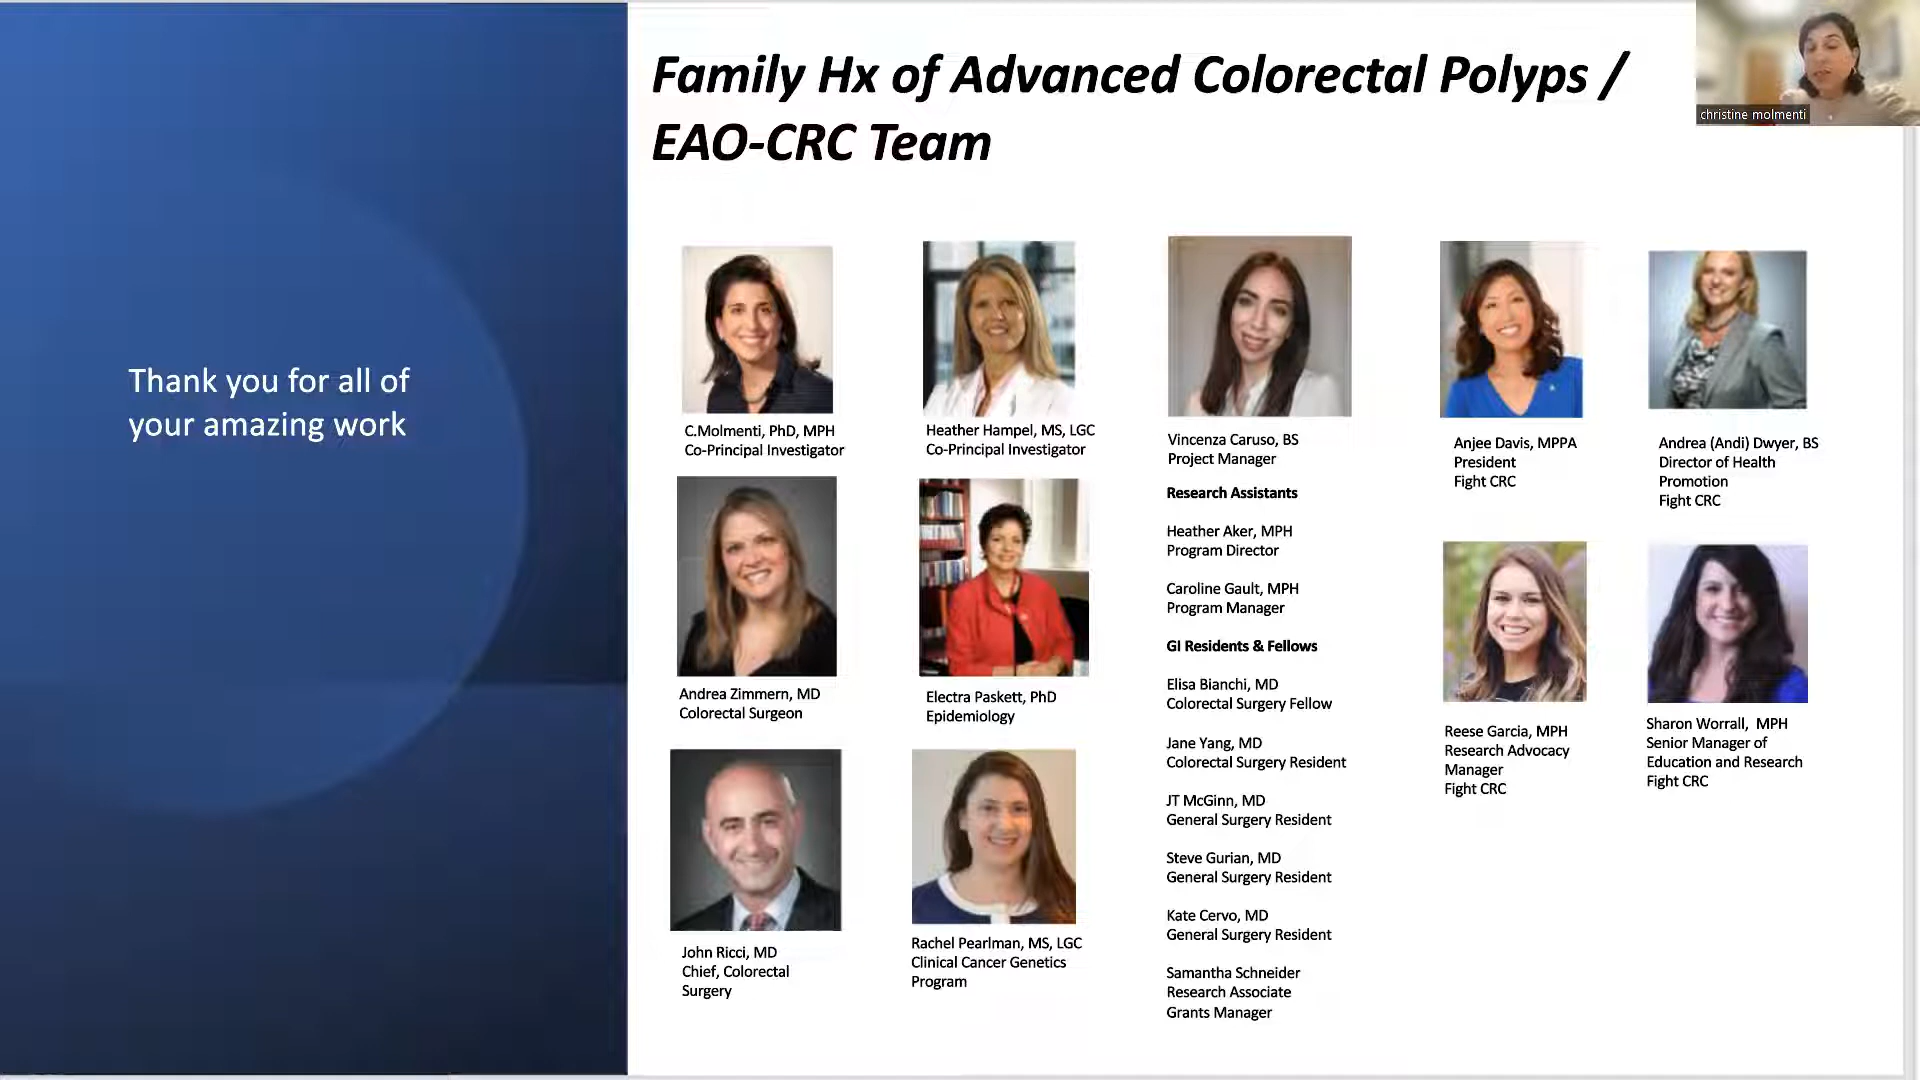 Family Hx of Advanced Colorectal Polyps /
EAO-CRC Team
christine molmenti
Thank you for all of
your amazing work
C.Molmenti, PhD, MPH
Co-Principal Investigator
Heather Hampel, MS, LGC
Co-Principal Investigator
Vincenza Caruso, BS
Project Manager
Anjee Davis, MPPA
President
Fight CRC
Andrea (Andi) Dwyer, BS
Director of Health
Promotion
Fight CRC
Research Assistants
Heather Aker, MPH
Program Director
Caroline Gault, MPH
Program Manager
GI Residents & Fellows
Elisa Bianchi, MD
Colorectal Surgery Fellow
Jane Yang, MD
Colorectal Surgery Resident
JT McGinn, MD
General Surgery Resident
Steve Gurian, MD
General Surgery Resident
Kate Cervo, MD
General Surgery Resident
Samantha Schneider
Research Associate
Grants Manager
Andrea Zimmern, MD
Colorectal Surgeon
Electra Paskett, PhD
Epidemiology
Reese Garcia, MPH
Research Advocacy
Manager
Fight CRC
Sharon Worrall, MPH
Senior Manager of
Education and Research
Fight CRC
John Ricci, MD
Chief, Colorectal
Surgery
Rachel Pearlman, MS, LGC
Clinical Cancer Genetics
Program